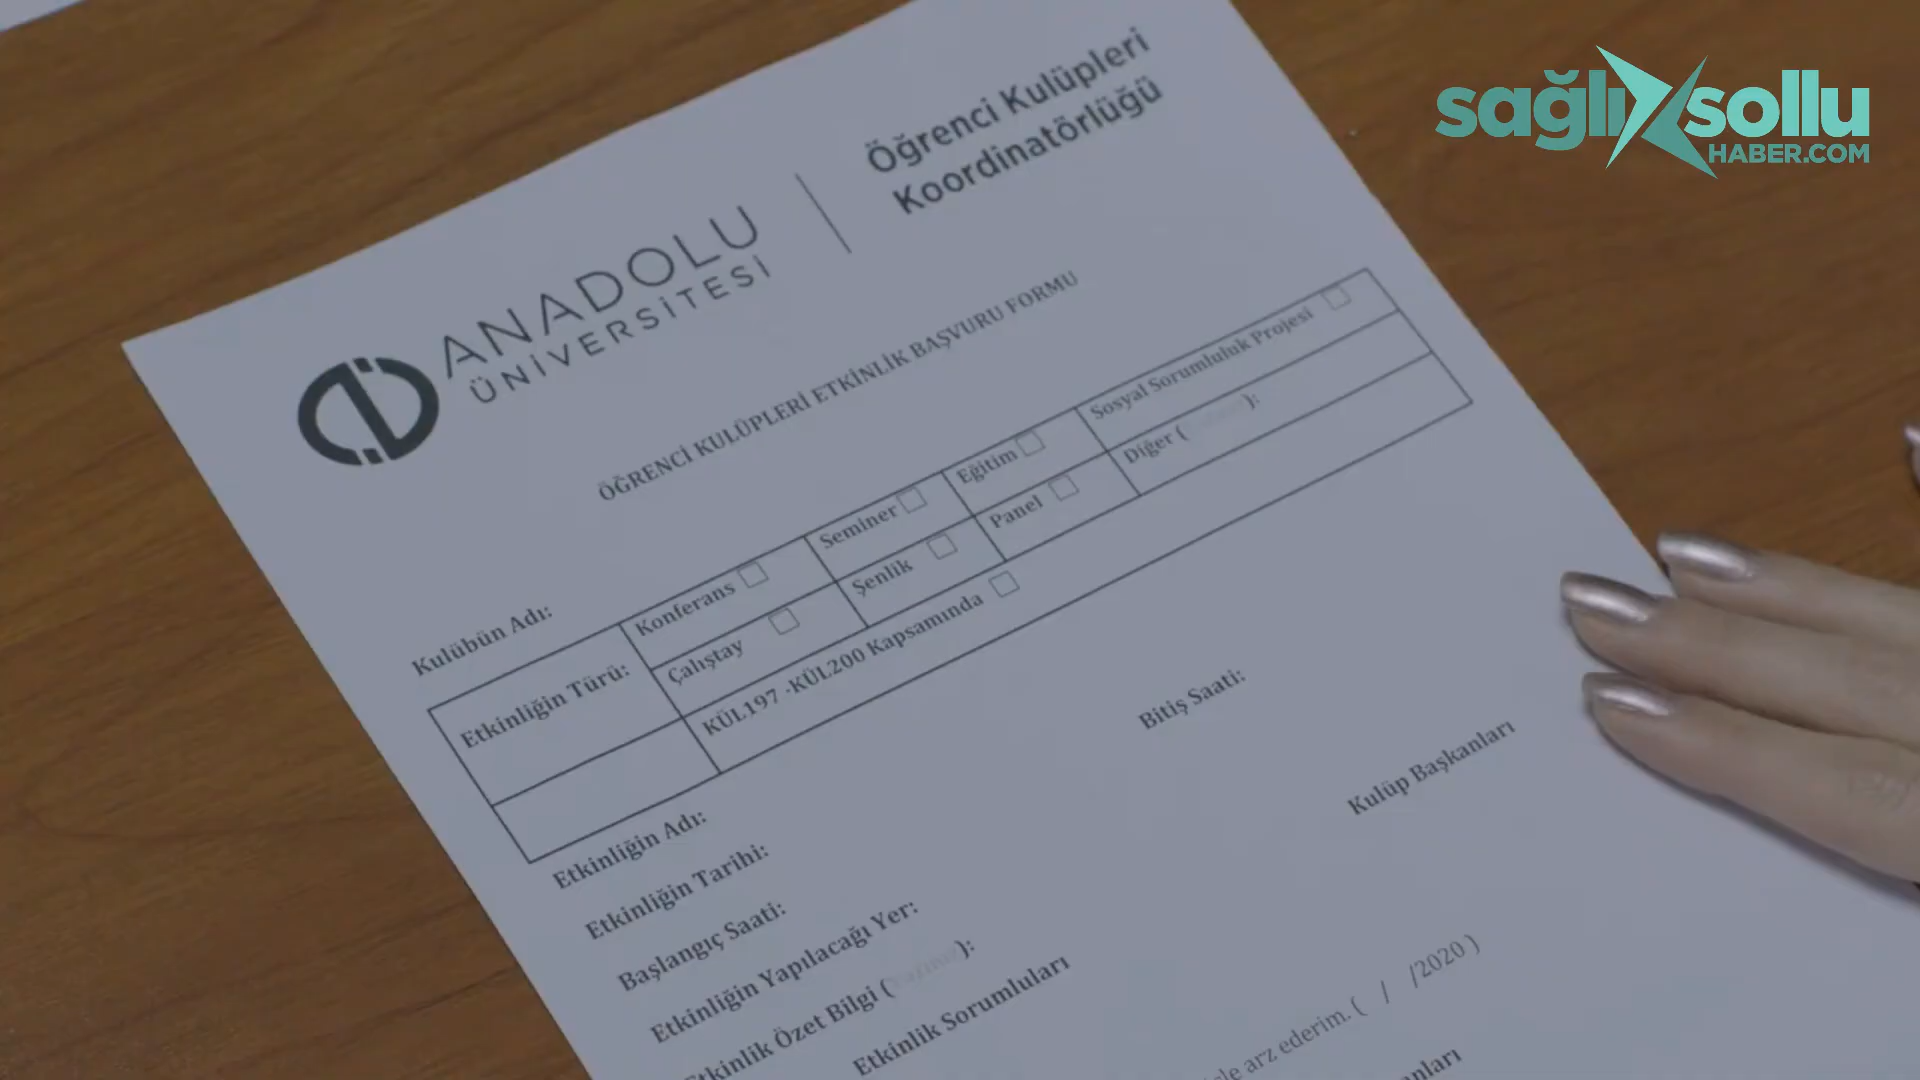 sağlı sollu
HABER.COM
ANADOLU
ÜNİVERSİTESİ
Öğrenci Kulüpleri
Koordinatörlüğü
ÖĞRENCİ KULÜPLERİ ETKİNLİK BAŞVURU FORMU
Kulübün Adı:
Etkinliğin Türü:
Konferans
Seminer
Eğitim
Sosyal Sorumluluk Projesi
Çalıştay
Şenlik
Panel
Diğer ( ):
KÜL197 -KÜL200 Kapsamında
Etkinliğin Adı:
Etkinliğin Tarihi:
Başlangıç Saati:
Bitiş Saati:
Etkinliğin Yapılacağı Yer:
Etkinlik Özet Bilgi ( ):
Etkinlik Sorumluları
Kulüp Başkanları
arz ederim. ( / /2020 )